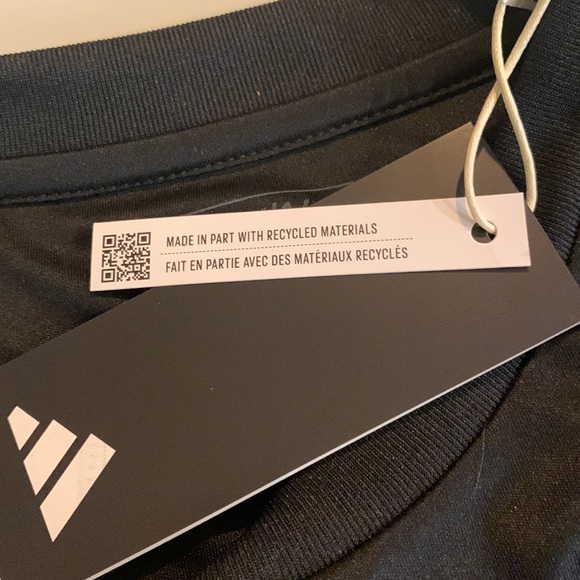 MADE IN PART WITH RECYCLED MATERIALS
FAIT EN PARTIE AVEC DES MATÉRIAUX RECYCLÉS